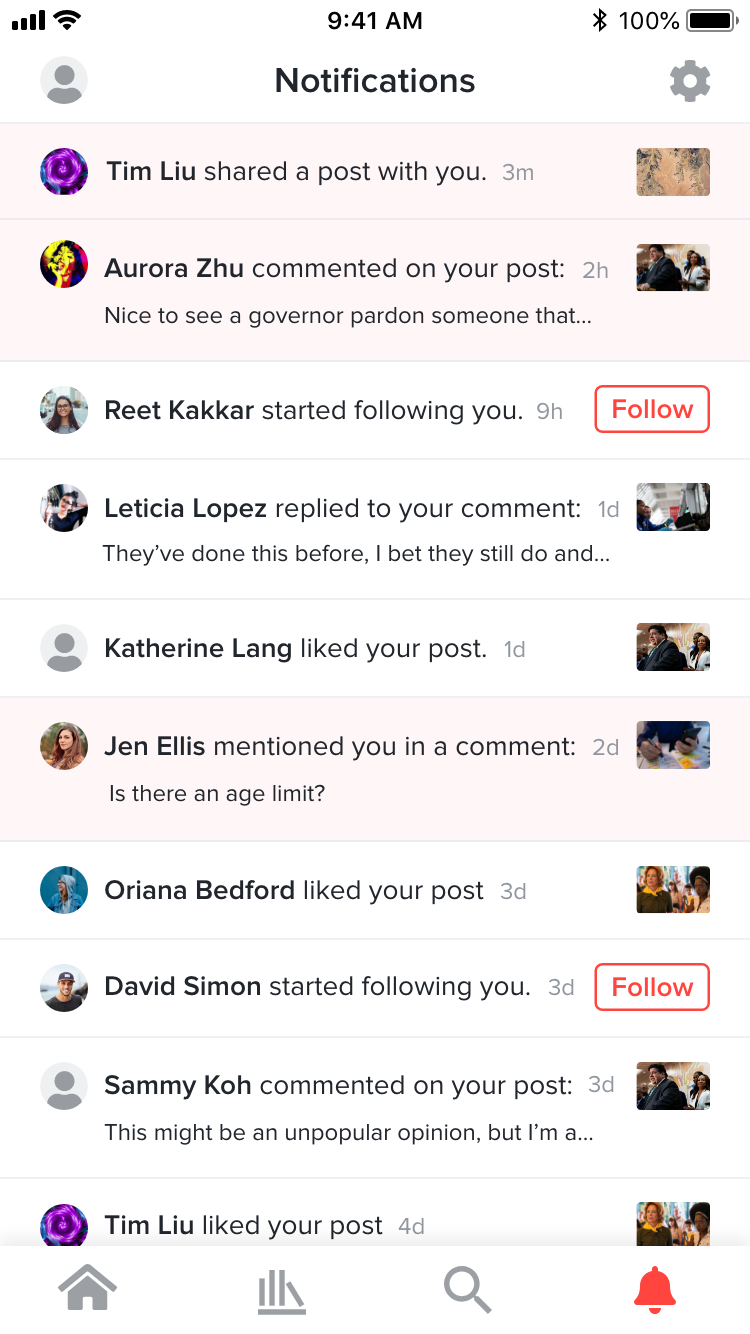 9:41 AM
100%
Notifications
Tim Liu shared a post with you. 3m
Aurora Zhu commented on your post: 2h
Nice to see a governor pardon someone that...
Reet Kakkar started following you. 9h
Follow
Leticia Lopez replied to your comment: 1d
They’ve done this before, I bet they still do and...
Katherine Lang liked your post. 1d
Jen Ellis mentioned you in a comment: 2d
Is there an age limit?
Oriana Bedford liked your post 3d
David Simon started following you. 3d
Follow
Sammy Koh commented on your post: 3d
This might be an unpopular opinion, but I’m a...
Tim Liu liked your post 4d